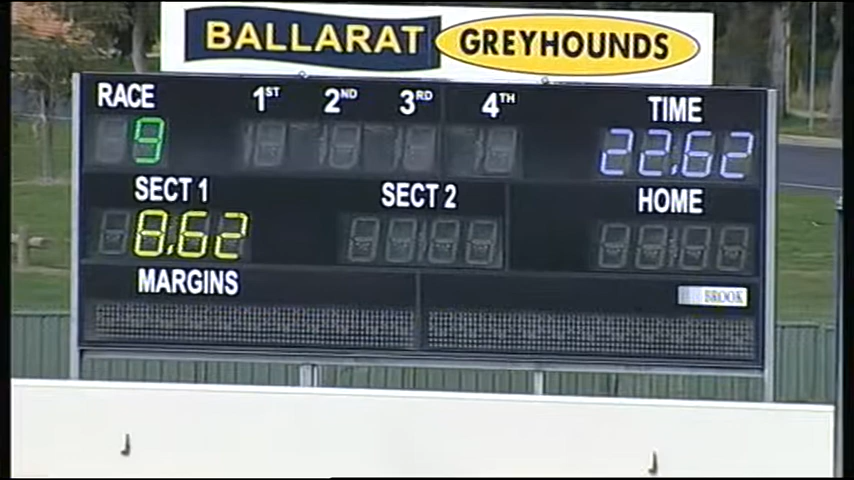 BALLARAT GREYHOUNDS
RACE 1ST 2ND 3RD 4TH TIME
9 22.62
SECT 1 SECT 2 HOME
8.62
MARGINS
BROOK